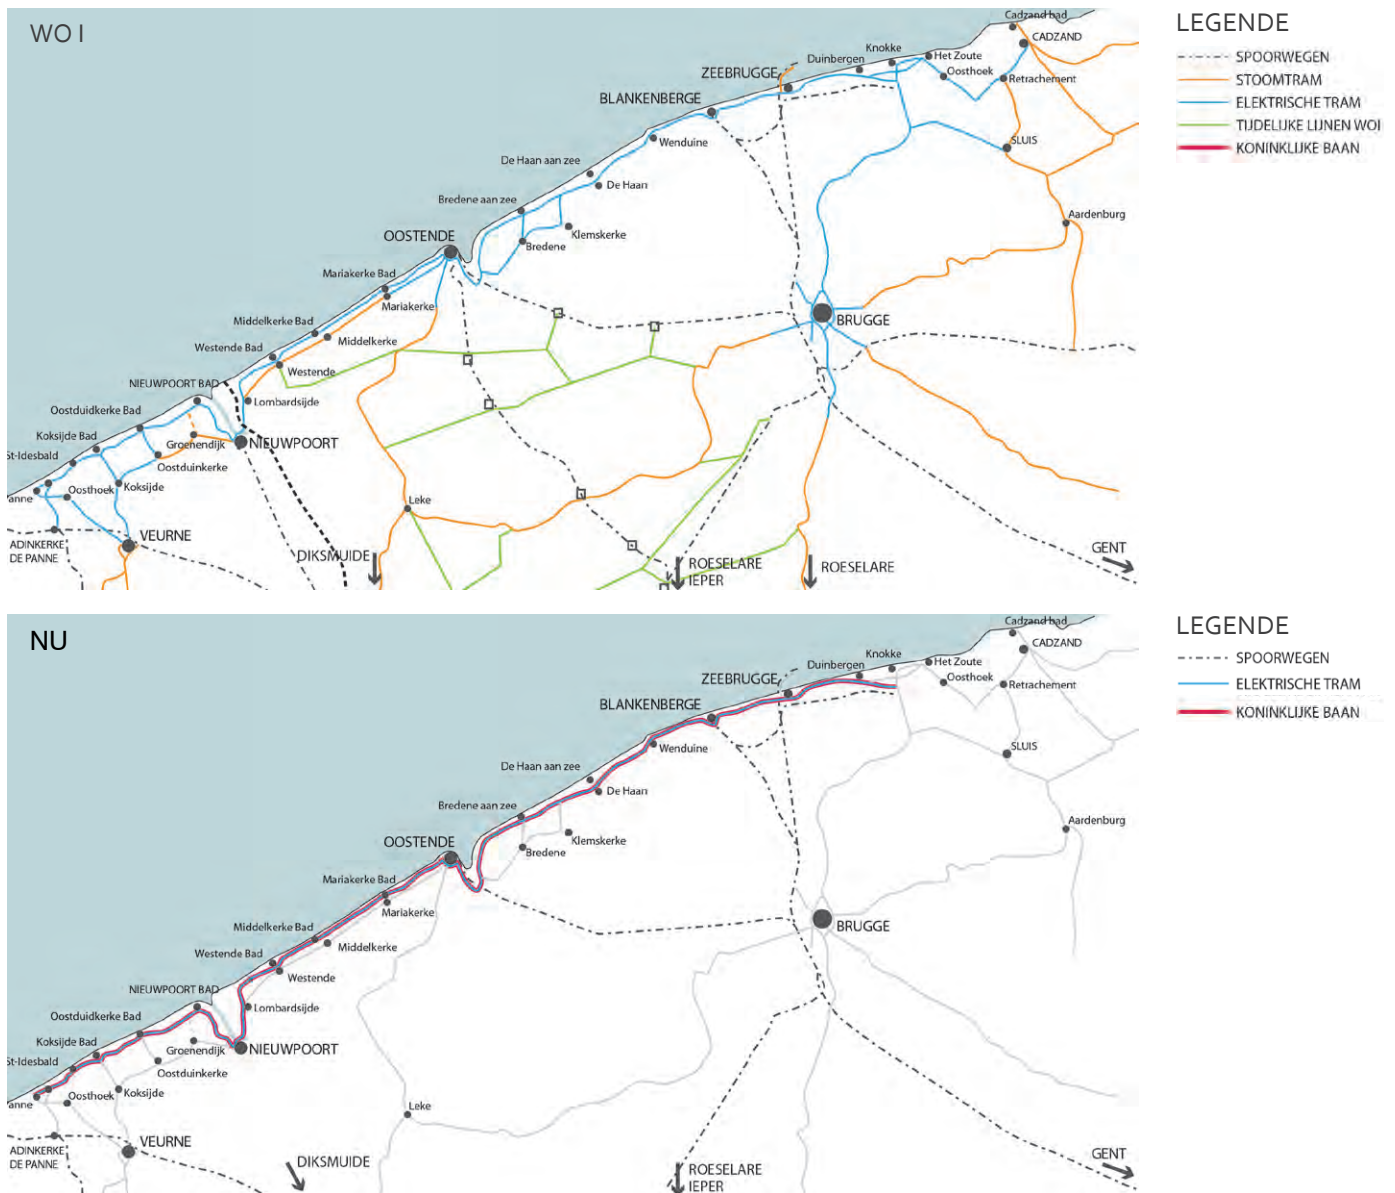 WO I
LEGENDE
SPOORWEGEN
STOOMTRAM
ELEKTRISCHE TRAM
TIJDELIJKE LIJNEN WOI
KONINKLIJKE BAAN
Cadzand bad
CADZAND
Knokke
Het Zoute
Duinbergen
Oosthoek
Retrachement
ZEEBRUGGE
BLANKENBERGE
Wenduine
SLUIS
De Haan aan zee
De Haan
Bredene aan zee
Klemskerke
Bredene
Aardenburg
OOSTENDE
Mariakerke Bad
Mariakerke
Middelkerke Bad
Middelkerke
BRUGGE
Westende Bad
Westende
NIEUWPOORT BAD
Lombardsijde
Oostduidkerke Bad
Koksijde Bad
Groenendijk
NIEUWPOORT
St-Idesbald
Oostduinkerke
anne
Oosthoek
Koksijde
Leke
VEURNE
ADINKERKE
DE PANNE
DIKSMUIDE
ROESELARE
IEPER
ROESELARE
GENT
NU
LEGENDE
SPOORWEGEN
ELEKTRISCHE TRAM
KONINKLIJKE BAAN
Cadzand bad
CADZAND
Knokke
Het Zoute
Duinbergen
Oosthoek
Retrachement
ZEEBRUGGE
BLANKENBERGE
Wenduine
SLUIS
De Haan aan zee
De Haan
Bredene aan zee
Klemskerke
Bredene
Aardenburg
OOSTENDE
Mariakerke Bad
Mariakerke
Middelkerke Bad
Middelkerke
BRUGGE
Westende Bad
Westende
NIEUWPOORT BAD
Lombardsijde
Oostduidkerke Bad
Koksijde Bad
Groenendijk
NIEUWPOORT
St-Idesbald
Oostduinkerke
anne
Oosthoek
Koksijde
Leke
VEURNE
ADINKERKE
DE PANNE
DIKSMUIDE
ROESELARE
IEPER
GENT